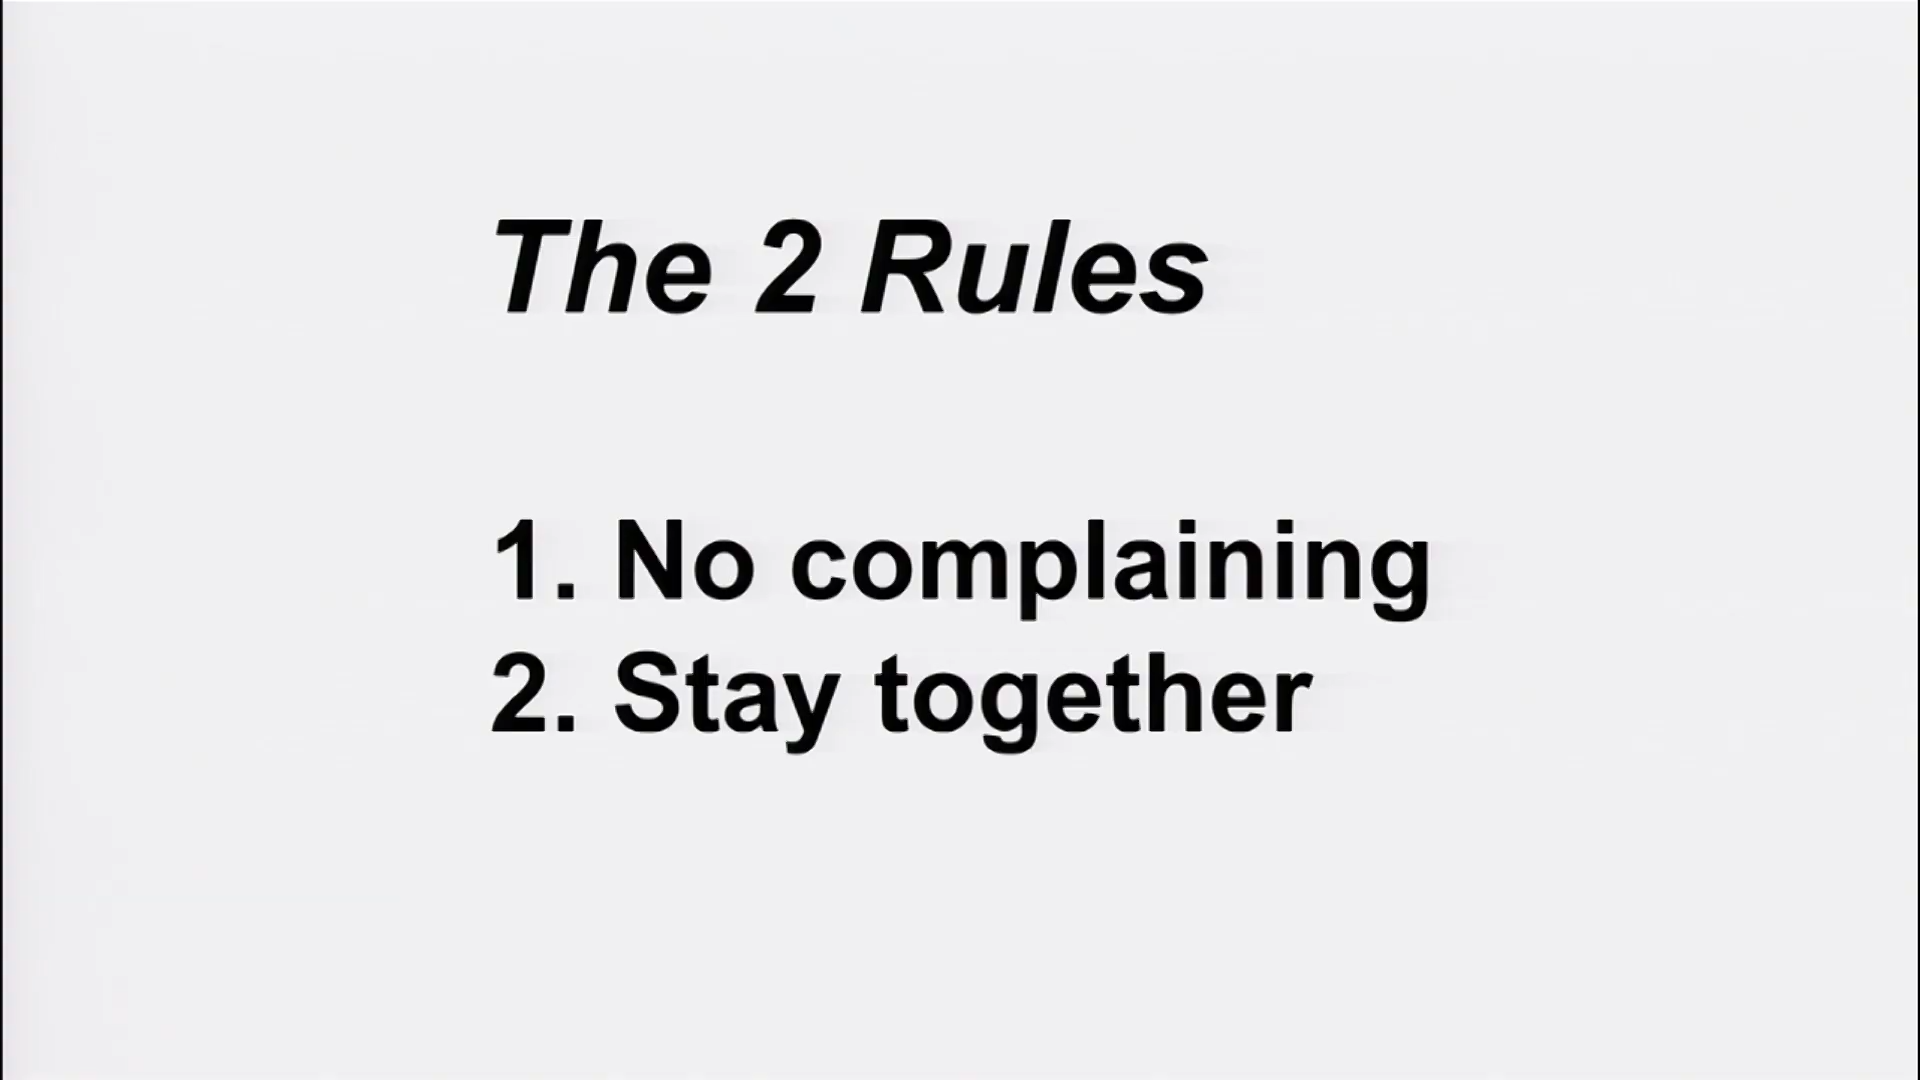 The 2 Rules
1. No complaining
2. Stay together